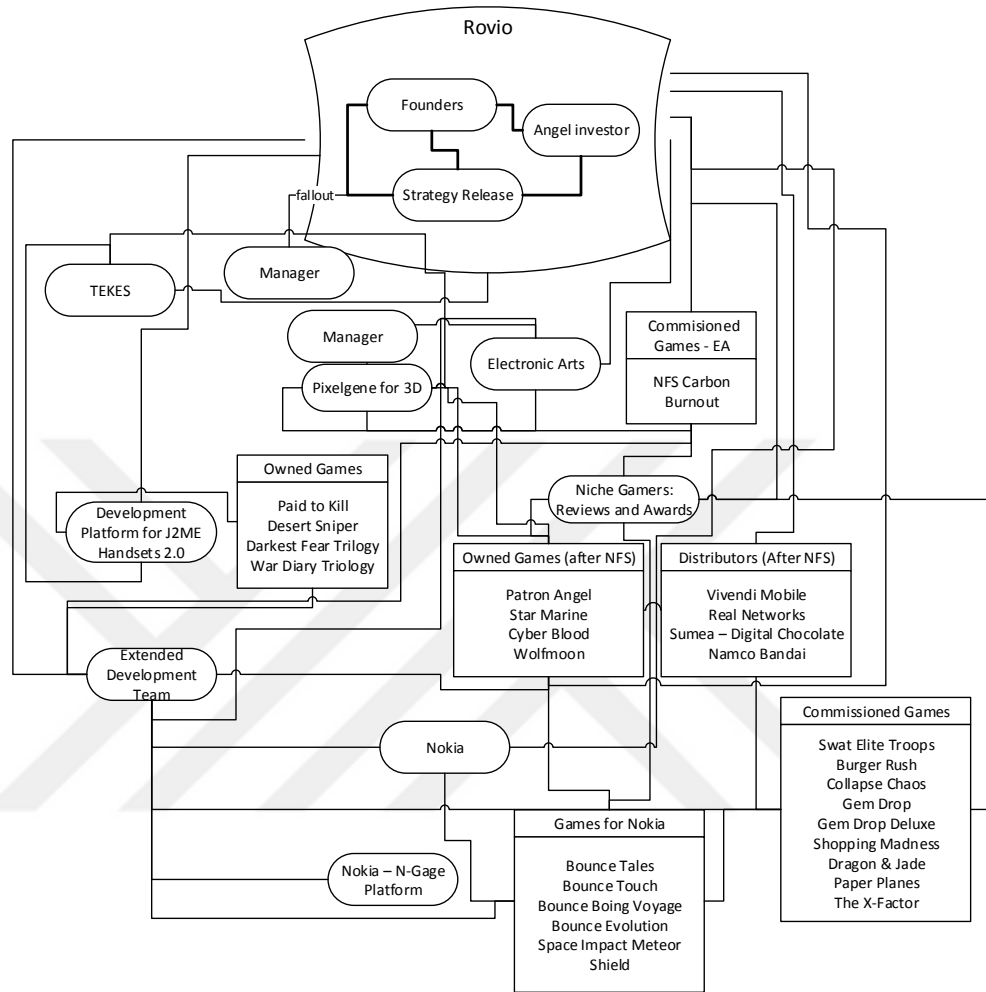 Rovio
Founders
Angel investor
Strategy Release
fallout
Manager
TEKES
Manager
Electronic Arts
Pixelgene for 3D
Commisioned
Games - EA
NFS Carbon
Burnout
Owned Games
Paid to Kill
Desert Sniper
Darkest Fear Trilogy
War Diary Triology
Development
Platform for J2ME
Handsets 2.0
Niche Gamers:
Reviews and Awards
Owned Games (after NFS)
Patron Angel
Star Marine
Cyber Blood
Wolfmoon
Distributors (After NFS)
Vivendi Mobile
Real Networks
Sumea – Digital Chocolate
Namco Bandai
Extended
Development
Team
Nokia
Commissioned Games
Swat Elite Troops
Burger Rush
Collapse Chaos
Gem Drop
Gem Drop Deluxe
Shopping Madness
Dragon & Jade
Paper Planes
The X-Factor
Games for Nokia
Bounce Tales
Bounce Touch
Bounce Boing Voyage
Bounce Evolution
Space Impact Meteor
Shield
Nokia – N-Gage
Platform